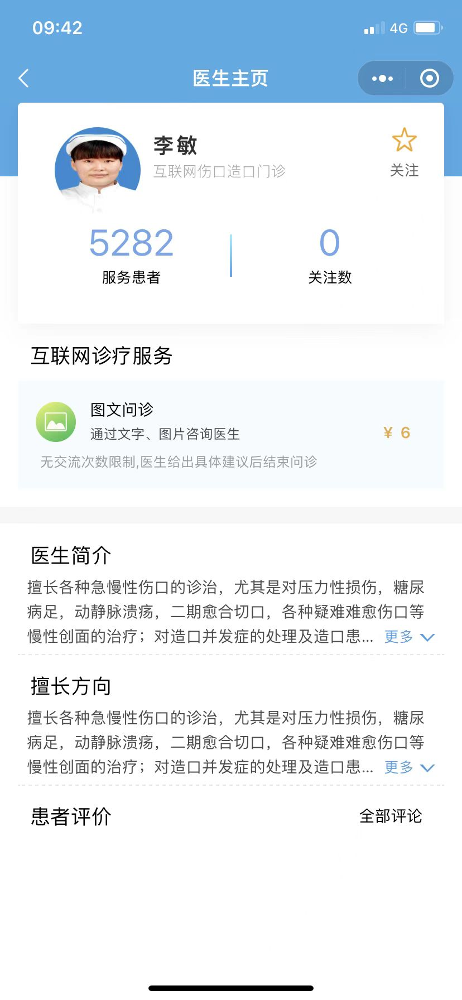 09:42
4G
医生主页
李敏
互联网伤口造口门诊
关注
5282
0
服务患者
关注数
互联网诊疗服务
图文问诊
通过文字、图片咨询医生
¥ 6
无交流次数限制,医生给出具体建议后结束问诊
医生简介
擅长各种急慢性伤口的诊治，尤其是对压力性损伤，糖尿
病足，动静脉溃疡，二期愈合切口，各种疑难难愈伤口等
慢性创面的治疗；对造口并发症的处理及造口患... 更多
擅长方向
擅长各种急慢性伤口的诊治，尤其是对压力性损伤，糖尿
病足，动静脉溃疡，二期愈合切口，各种疑难难愈伤口等
慢性创面的治疗；对造口并发症的处理及造口患... 更多
患者评价
全部评论